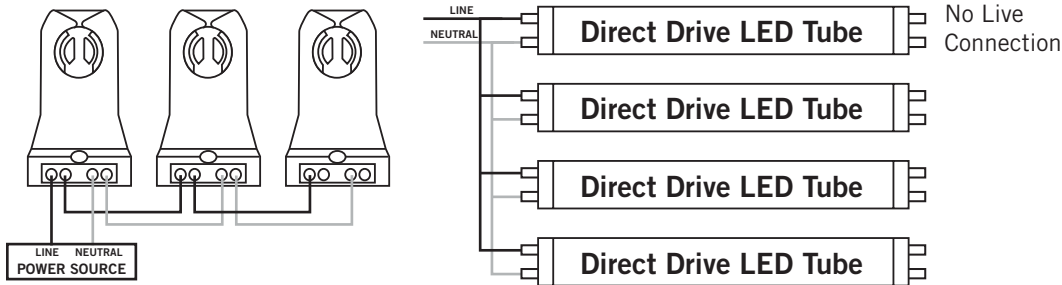 LINE NEUTRAL
POWER SOURCE
LINE
NEUTRAL
Direct Drive LED Tube
No Live
Connection
Direct Drive LED Tube
Direct Drive LED Tube
Direct Drive LED Tube